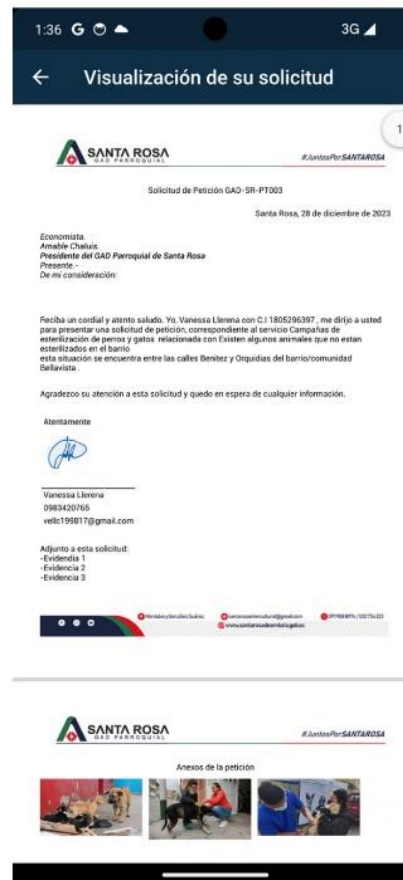 1:36 G
3G
Visualización de su solicitud
1
SANTA ROSA
GAD PARROQUIAL
#JuntosPorSANTAROSA
Solicitud de Petición GAD-SR-PT003
Santa Rosa, 28 de diciembre de 2023
Economista.
Amable Chaluis.
Presidente del GAD Parroquial de Santa Rosa
Presente.-
De mi consideración:
Reciba un cordial y atento saludo. Yo, Vanessa Llerena con C.I 1805296397 , me dirijo a usted
para presentar una solicitud de petición, correspondiente al servicio Campañas de
esterilización de perros y gatos relacionada con Existen algunos animales que no estan
esterilizados en el barrio
esta situación se encuentra entre las calles Benitez y Orquidias del barrio/comunidad
Bellavista .
Agradezco su atención a esta solicitud y quedo en espera de cualquier información.
Atentamente
Vanessa Llerena
0983420765
vellc199817@gmail.com
Adjunto a esta solicitud:
-Evidendia 1
-Evidencia 2
-Evidencia 3
SANTA ROSA
GAD PARROQUIAL
#JuntosPorSANTAROSA
Anexos de la petición